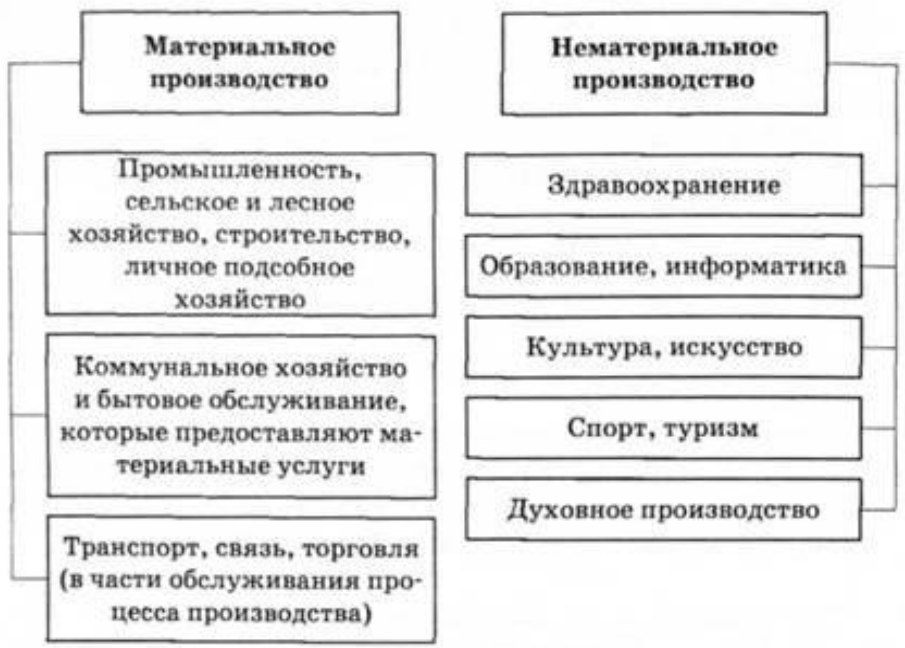 Материальное
производство
Промышленность,
сельское и лесное
хозяйство, строительство,
личное подсобное
хозяйство
Коммунальное хозяйство
и бытовое обслуживание,
которые предоставляют ма-
териальные услуги
Транспорт, связь, торговля
(в части обслуживания про-
цесса производства)
Нематериальное
производство
Здравоохранение
Образование, информатика
Культура, искусство
Спорт, туризм
Духовное производство